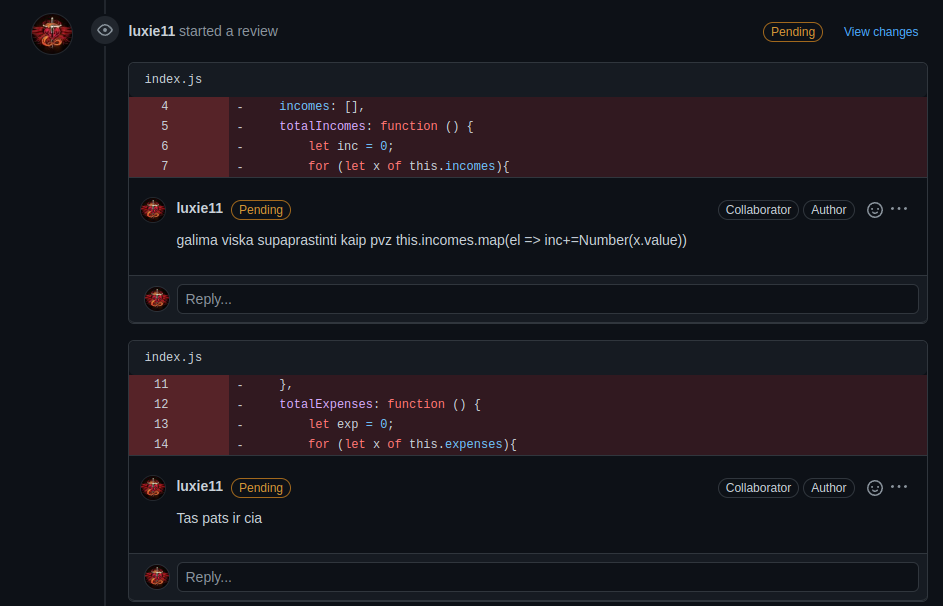 luxie11 started a review
Pending
View changes
index.js
4 - incomes: [],
5 - totalIncomes: function () {
6 - let inc = 0;
7 - for (let x of this.incomes){
luxie11 Pending
Collaborator
Author
galima viska supaprastinti kaip pvz this.incomes.map(el => inc+=Number(x.value))
Reply...
index.js
11 - },
12 - totalExpenses: function () {
13 - let exp = 0;
14 - for (let x of this.expenses){
luxie11 Pending
Collaborator
Author
Tas pats ir cia
Reply...